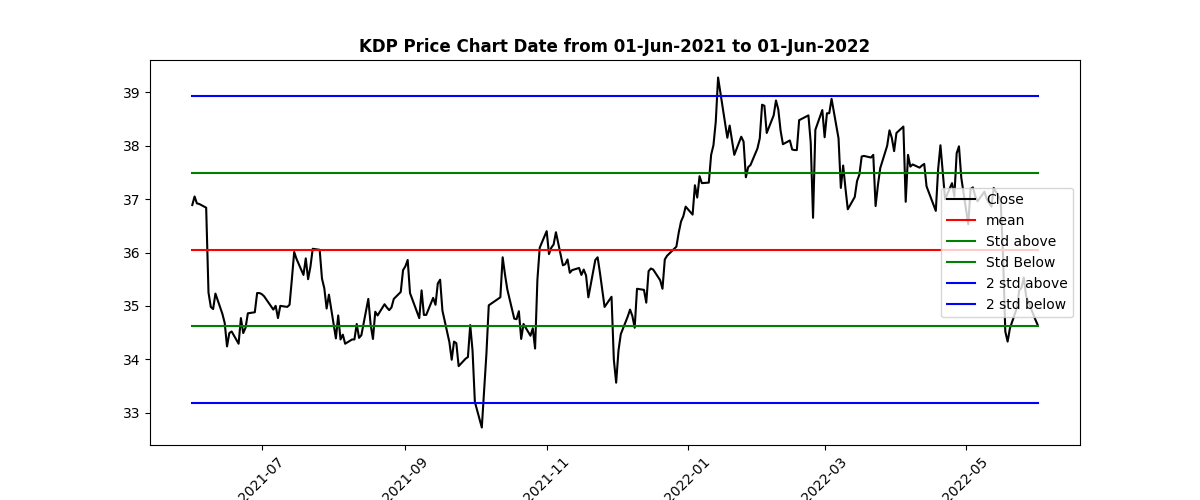 KDP Price Chart Date from 01-Jun-2021 to 01-Jun-2022
39
38
37
36
35
34
33
Close
mean
Std above
Std Below
2 std above
2 std below
2021-07
2021-09
2021-11
2022-01
2022-03
2022-05